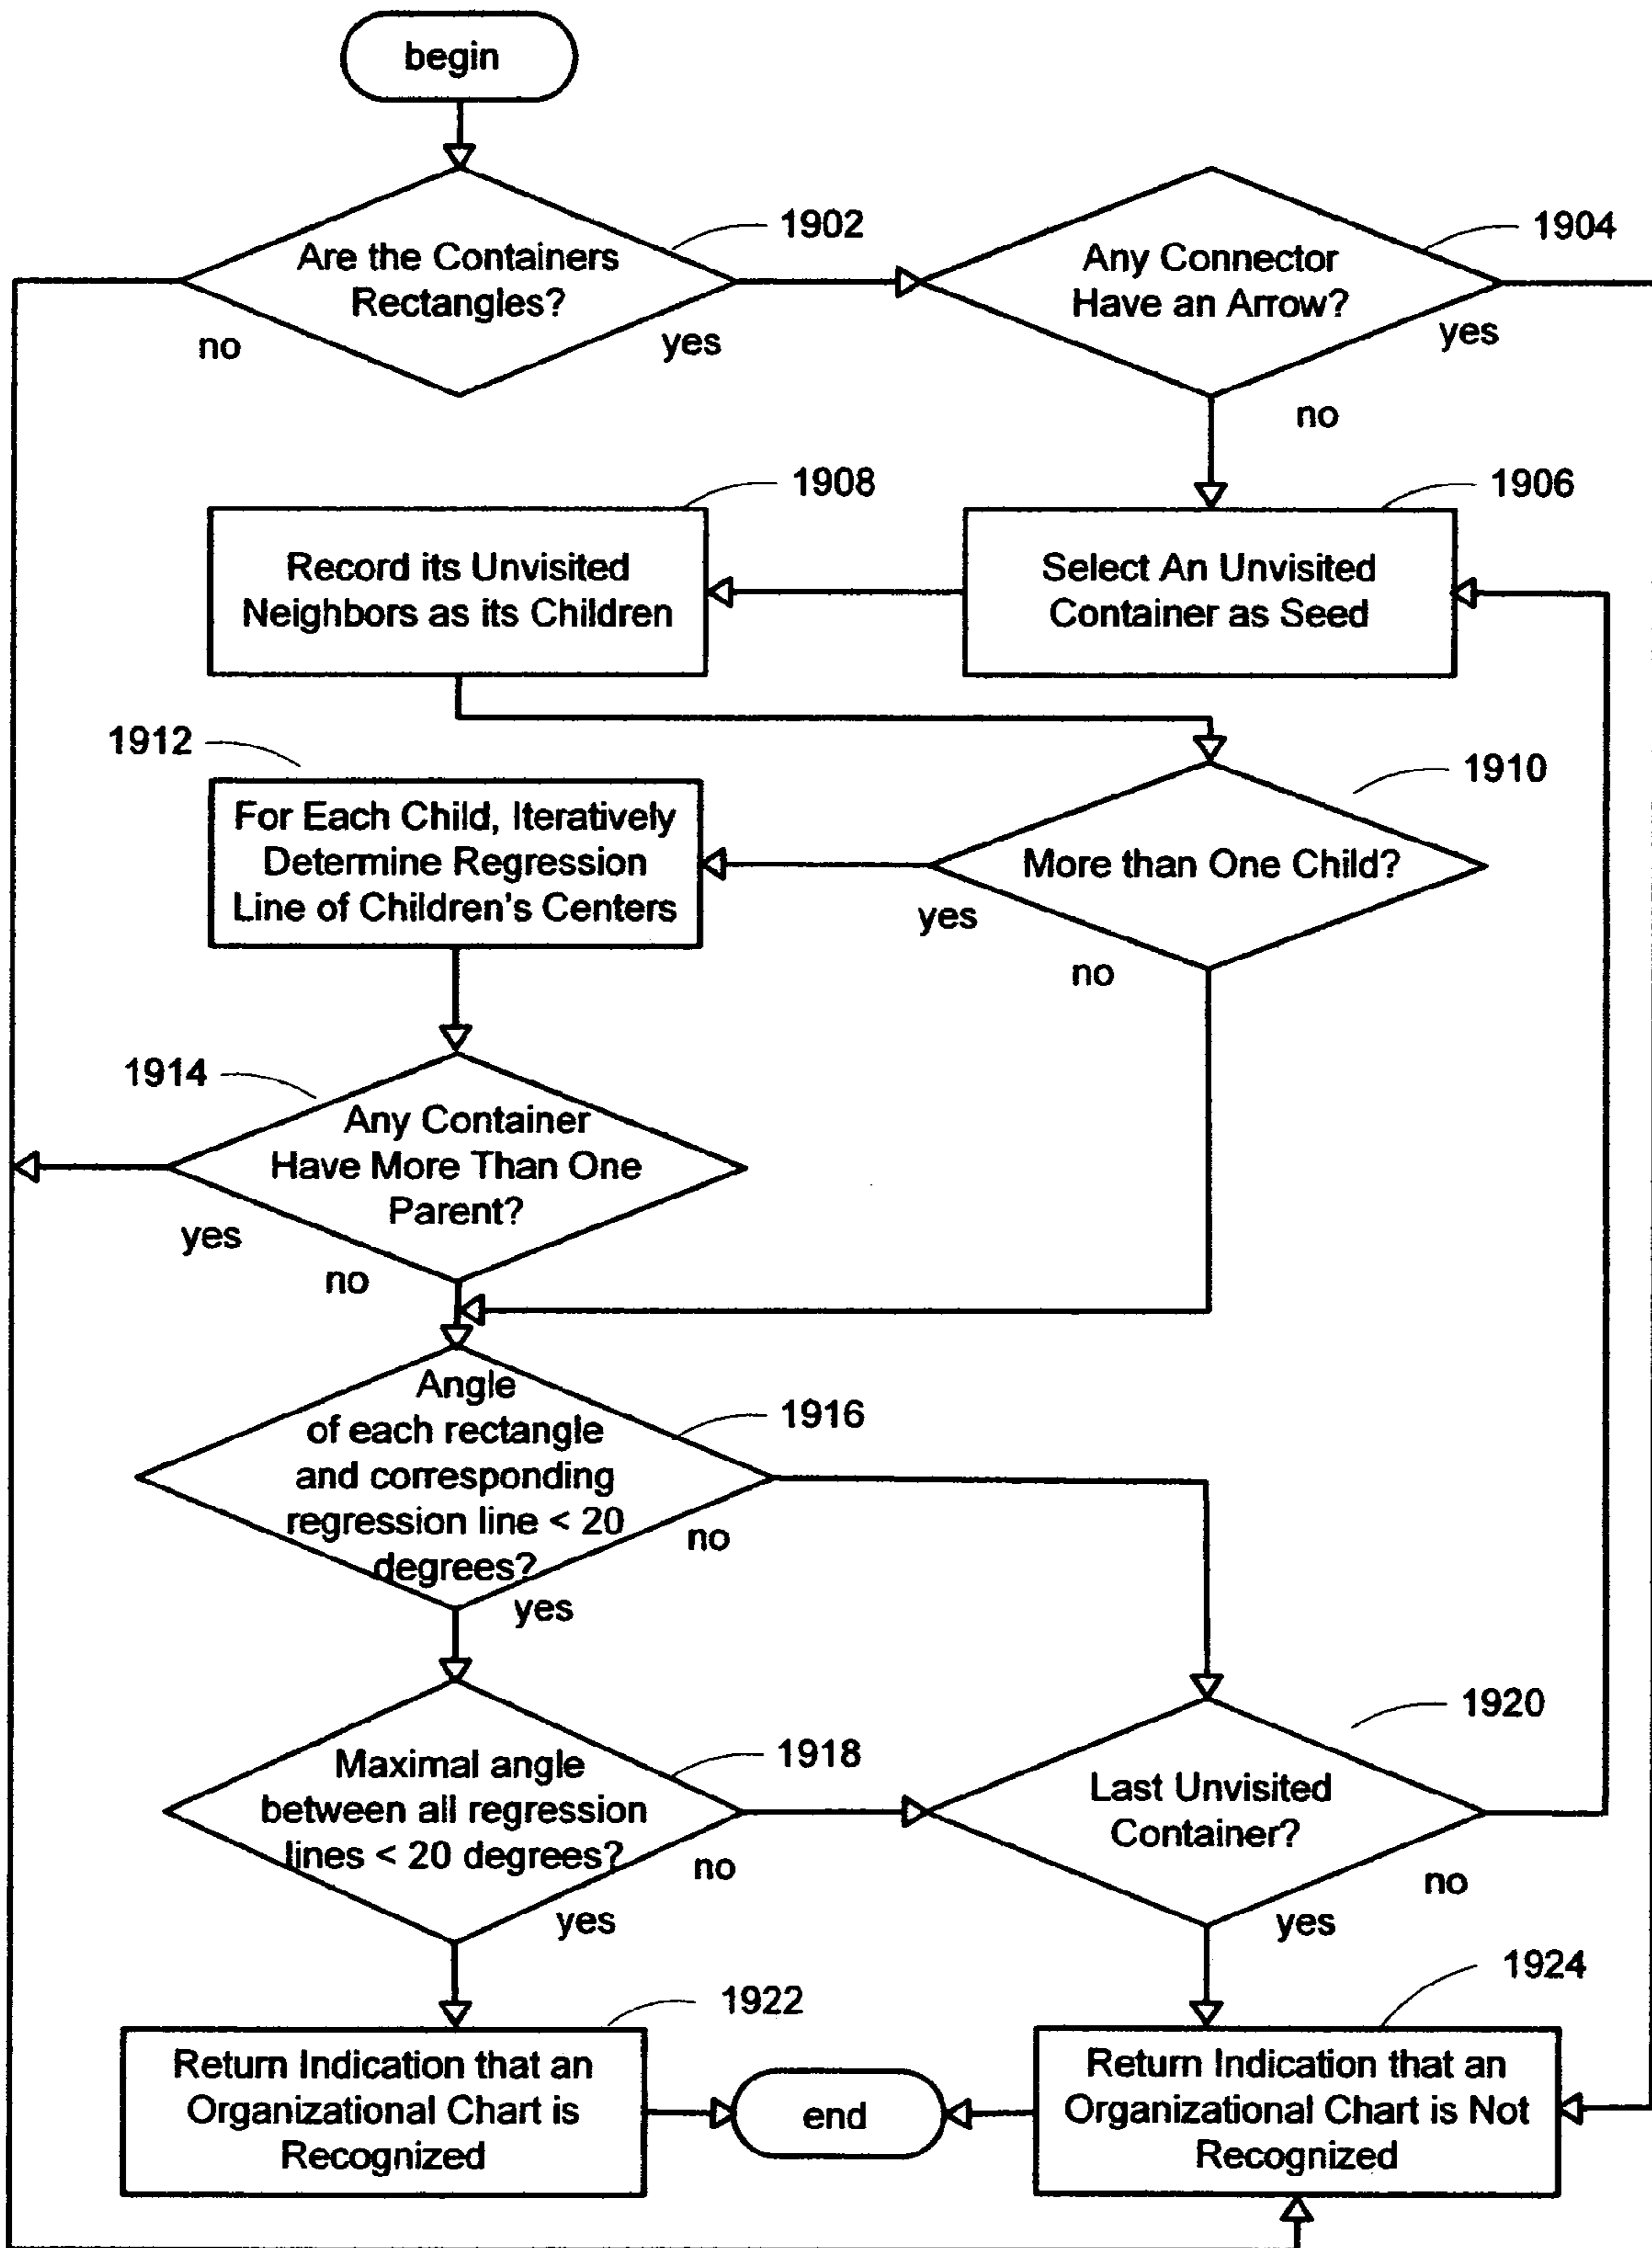 begin
1902
Are the Containers
Rectangles?
no
yes
1904
Any Connector
Have an Arrow?
yes
no
1908
Record its Unvisited
Neighbors as its Children
1906
Select An Unvisited
Container as Seed
1912
For Each Child, Iteratively
Determine Regression
Line of Children's Centers
1910
More than One Child?
yes
no
1914
Any Container
Have More Than One
Parent?
yes
no
Angle
of each rectangle
and corresponding
regression line < 20
degrees?
1916
no
yes
1918
Maximal angle
between all regression
lines < 20 degrees?
no
yes
1920
Last Unvisited
Container?
no
yes
1922
Return Indication that an
Organizational Chart is
Recognized
end
1924
Return Indication that an
Organizational Chart is Not
Recognized